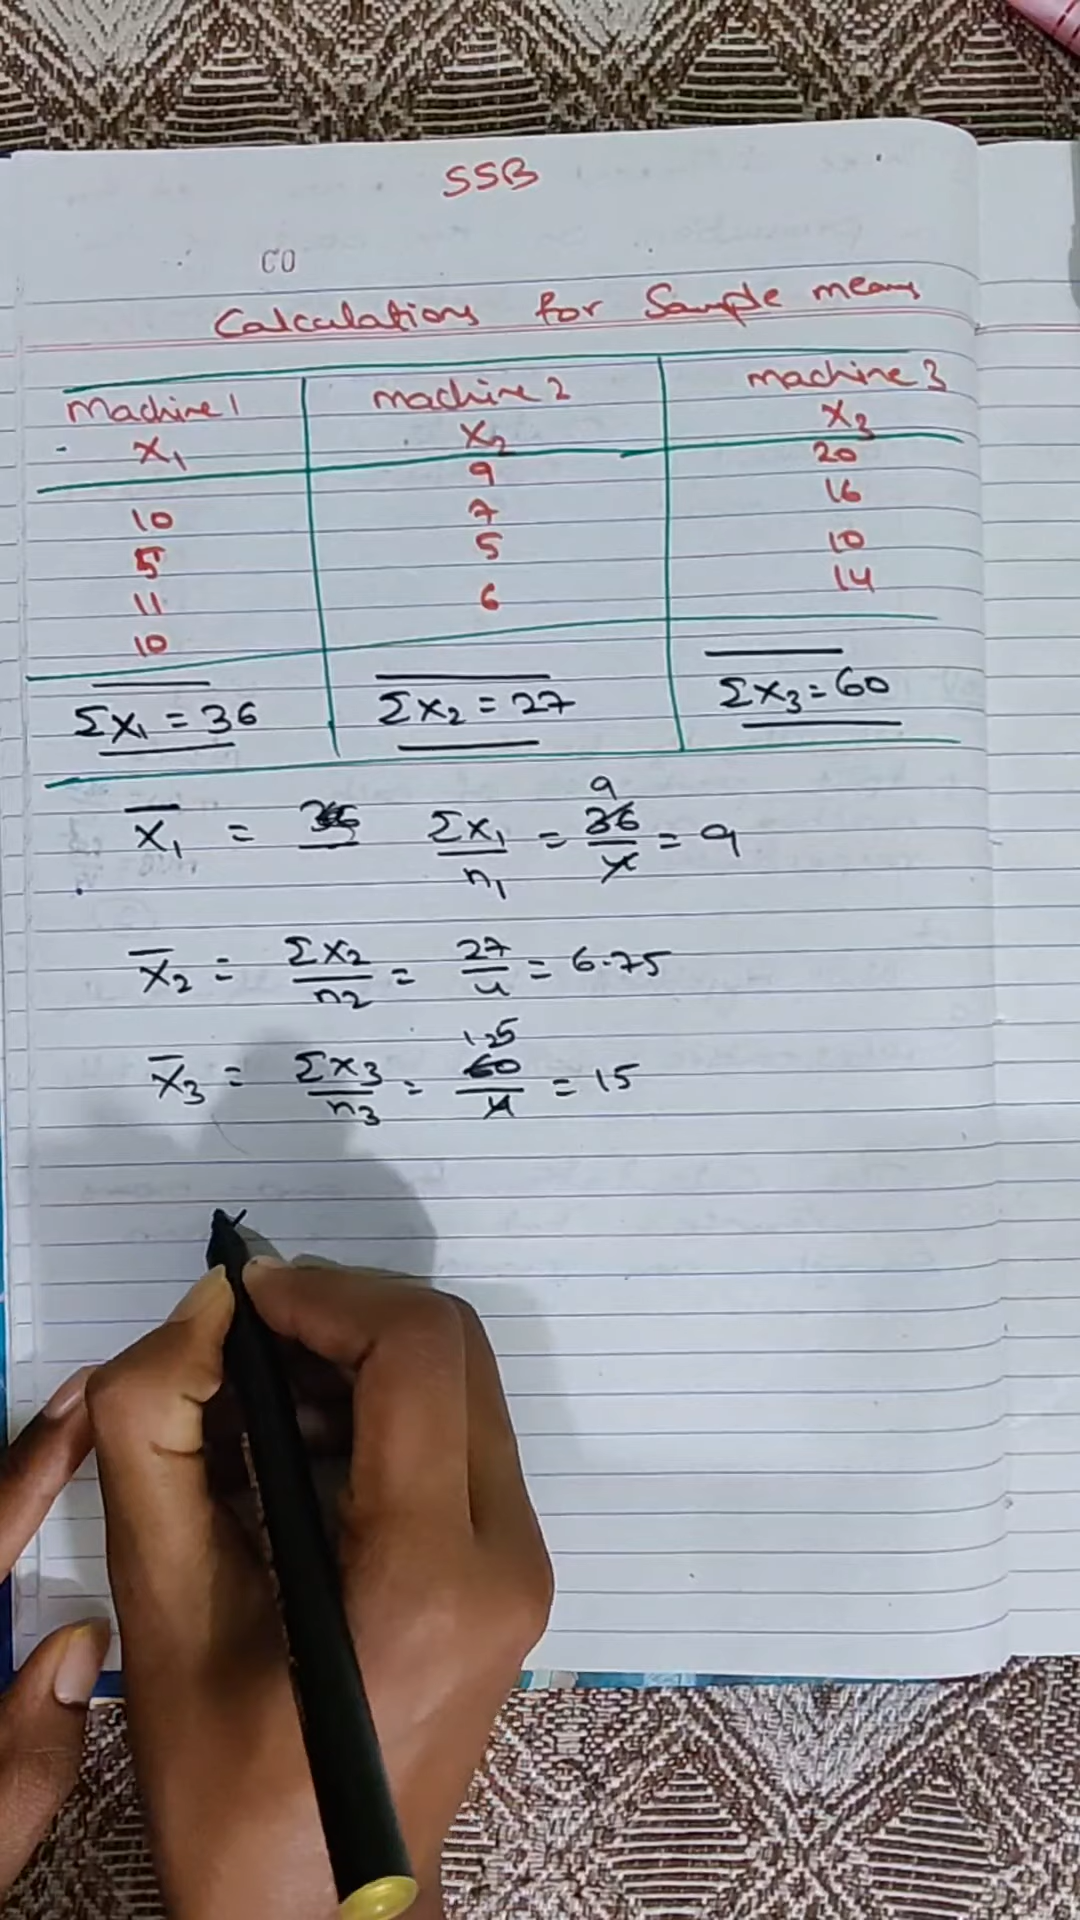 SSB
CO
Calculations for Sample means
Machine 1 machine 2 machine 3
X₁ X₂ X₃
10 9 20
5 7 16
11 5 10
10 6 14
ΣX₁ = 36 ΣX₂ = 27 ΣX₃ = 60
X̄₁ = ΣX₁/n₁ = 36/4 = 9
9
X̄₂ = ΣX₂/n₂ = 27/4 = 6.75
X̄₃ = ΣX₃/n₃ = 60/4 = 15